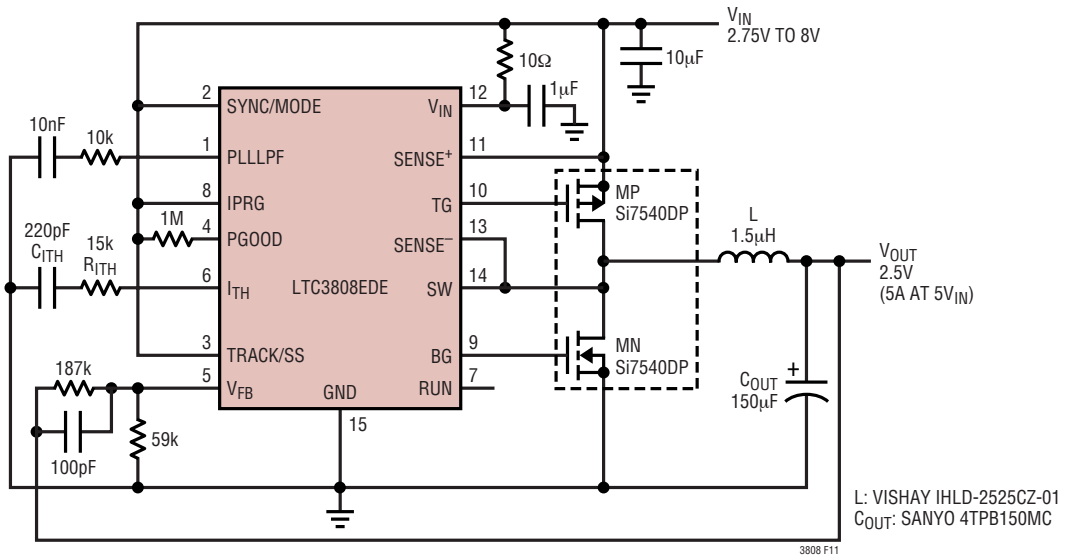 V_IN
2.75V TO 8V
10Ω
10µF
1µF
2
SYNC/MODE
V_IN
12
10nF
10k
1
PLLLPF
SENSE+
11
8
IPRG
TG
10
MP
Si7540DP
1M
4
PGOOD
SENSE–
13
L
1.5µH
220pF
C_ITH
15k
R_ITH
6
I_TH
LTC3808EDE
SW
14
V_OUT
2.5V
(5A AT 5V_IN)
3
TRACK/SS
BG
9
MN
Si7540DP
187k
5
V_FB
GND
RUN
7
+
C_OUT
150µF
15
59k
100pF
L: VISHAY IHLD-2525CZ-01
C_OUT: SANYO 4TPB150MC
3808 F11